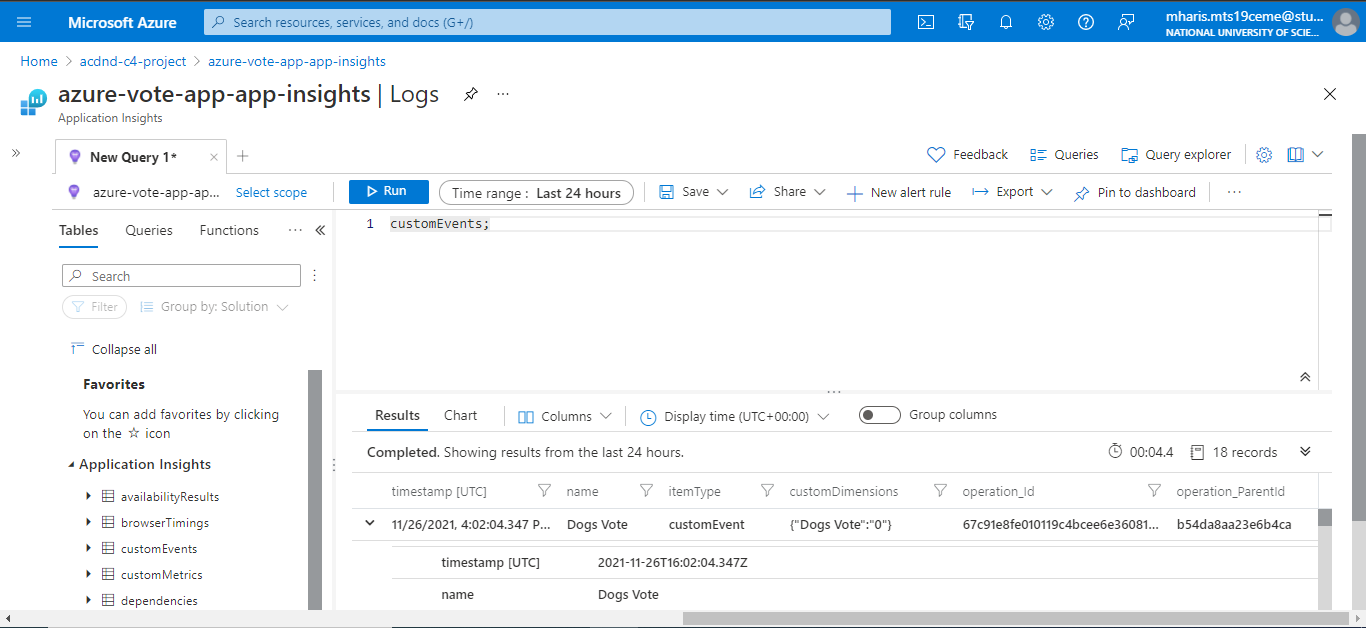 Microsoft Azure
Search resources, services, and docs (G+/)
mharis.mts19ceme@stu...
NATIONAL UNIVERSITY OF SCIE...
Home > acdnd-c4-project > azure-vote-app-app-insights
azure-vote-app-app-insights | Logs ...
Application Insights
New Query 1*
Feedback Queries Query explorer
azure-vote-app-ap... Select scope
Run Time range : Last 24 hours Save Share New alert rule Export Pin to dashboard ...
Tables Queries Functions ...
1 customEvents;
Search
Filter Group by: Solution
Collapse all
Favorites
You can add favorites by clicking
on the ☆ icon
Application Insights
availabilityResults
browserTimings
customEvents
customMetrics
dependencies
Results Chart Columns Display time (UTC+00:00) Group columns
Completed. Showing results from the last 24 hours. 00:04.4 18 records
timestamp [UTC] name itemType customDimensions operation_Id operation_ParentId
11/26/2021, 4:02:04.347 P... Dogs Vote customEvent {"Dogs Vote":"0"} 67c91e8fe010119c4bcee6e36081... b54da8aa23e6b4ca
timestamp [UTC] 2021-11-26T16:02:04.347Z
name Dogs Vote